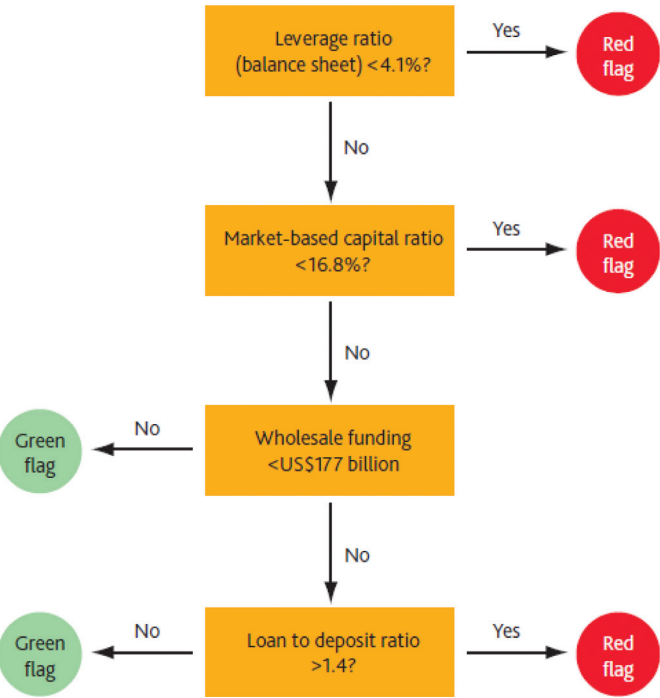 Leverage ratio
(balance sheet) <4.1%?
Yes
Red
flag
No
Market-based capital ratio
<16.8%?
Yes
Red
flag
No
Green
flag
No
Wholesale funding
<US$177 billion
No
Green
flag
No
Loan to deposit ratio
>1.4?
Yes
Red
flag